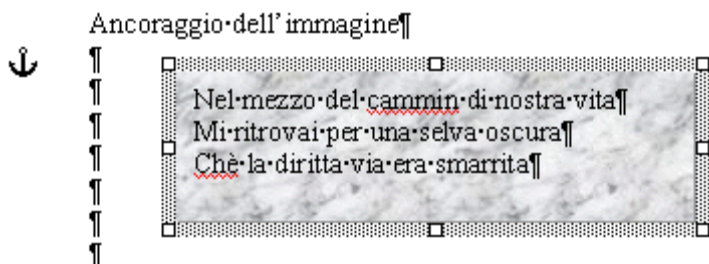 Ancoraggio·dell'immagine¶
¶
¶
Nel·mezzo·del·cammin·di·nostra·vita¶
¶
Mi·ritrovai·per·una·selva·oscura¶
¶
Chè·la·diritta·via·era·smarrita¶
¶
¶
¶